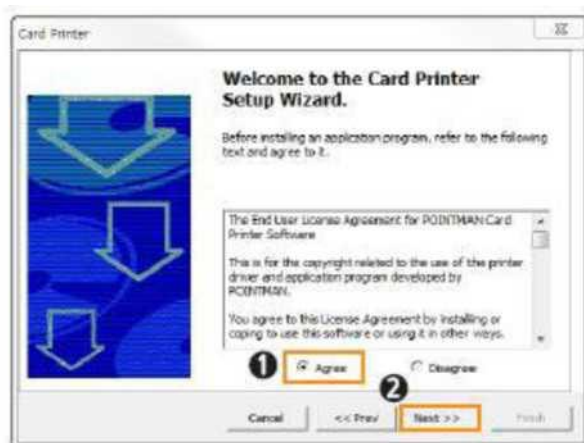 Card Printer
Welcome to the Card Printer
Setup Wizard.
Before installing an application program, refer to the following
text and agree to it.
The End User License Agreement for POINTMAN Card
Printer Software
This is for the copyright related to the use of the printer
driver and application program developed by
POINTMAN.
You agree to this License Agreement by installing or
coping to use this software or using it in other ways.
1 Agree Disagree
2
Cancel << Prev Next >> Finish